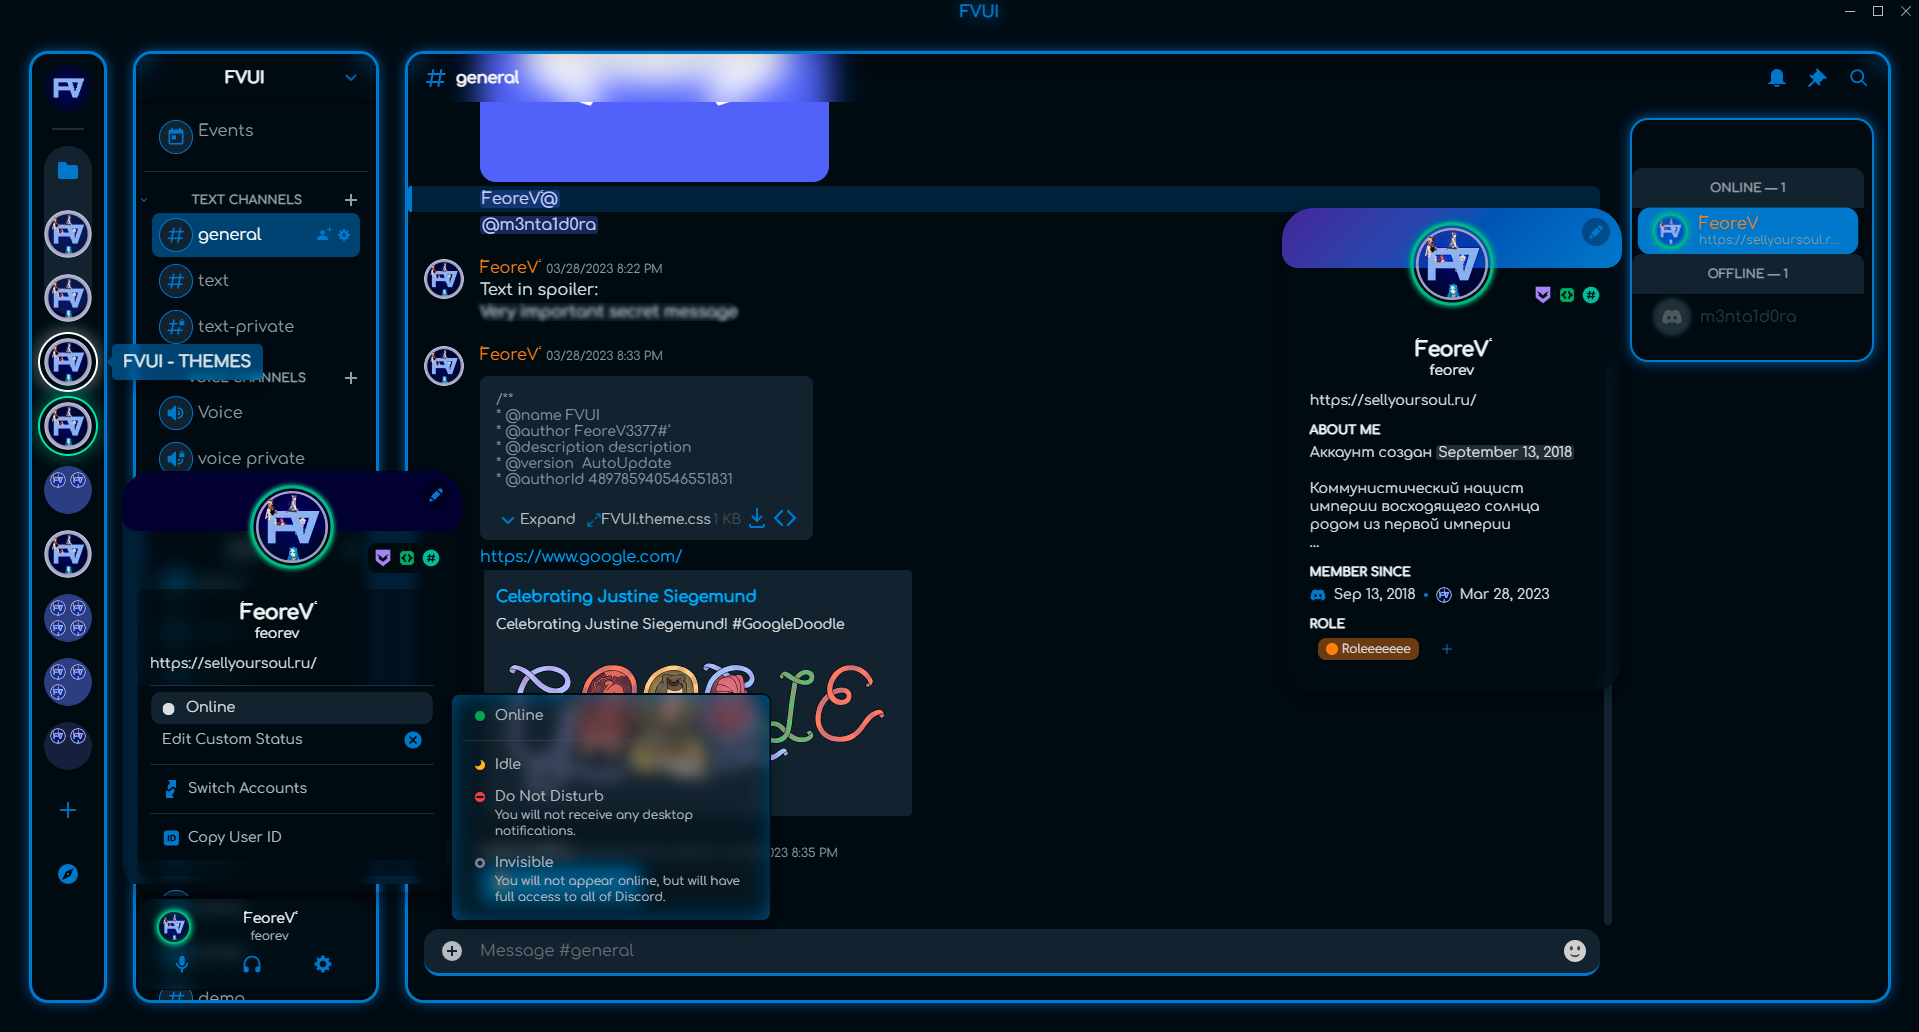 FVUI
FV
FVUI
Events
TEXT CHANNELS
general
text
text-private
FVUI - THEMES
VOICE CHANNELS
Voice
voice private
FeoreV
feorev
https://sellyoursoul.ru/
Online
Edit Custom Status
Switch Accounts
ID Copy User ID
FeoreV
feorev
demo
# general
FeoreV@
@m3nta1d0ra
FeoreV 03/28/2023 8:22 PM
Text in spoiler:
Very important secret message
FeoreV 03/28/2023 8:33 PM
/**
* @name FVUI
* @author FeoreV3377#
* @description description
* @version  AutoUpdate
* @authorId 489785940546551831
Expand FVUI.theme.css 1 KB
https://www.google.com/
Celebrating Justine Siegemund
Celebrating Justine Siegemund! #GoogleDoodle
Online
Idle
Do Not Disturb
You will not receive any desktop
notifications.
Invisible
You will not appear online, but will have
full access to all of Discord.
8:35 PM
Message #general
FeoreV
feorev
https://sellyoursoul.ru/
ABOUT ME
Аккаунт создан September 13, 2018
Коммунистический нацист
империи восходящего солнца
родом из первой империи
...
MEMBER SINCE
Sep 13, 2018 • Mar 28, 2023
ROLE
Roleeeeeee
ONLINE — 1
FeoreV
https://sellyoursoul.r...
OFFLINE — 1
m3nta1d0ra